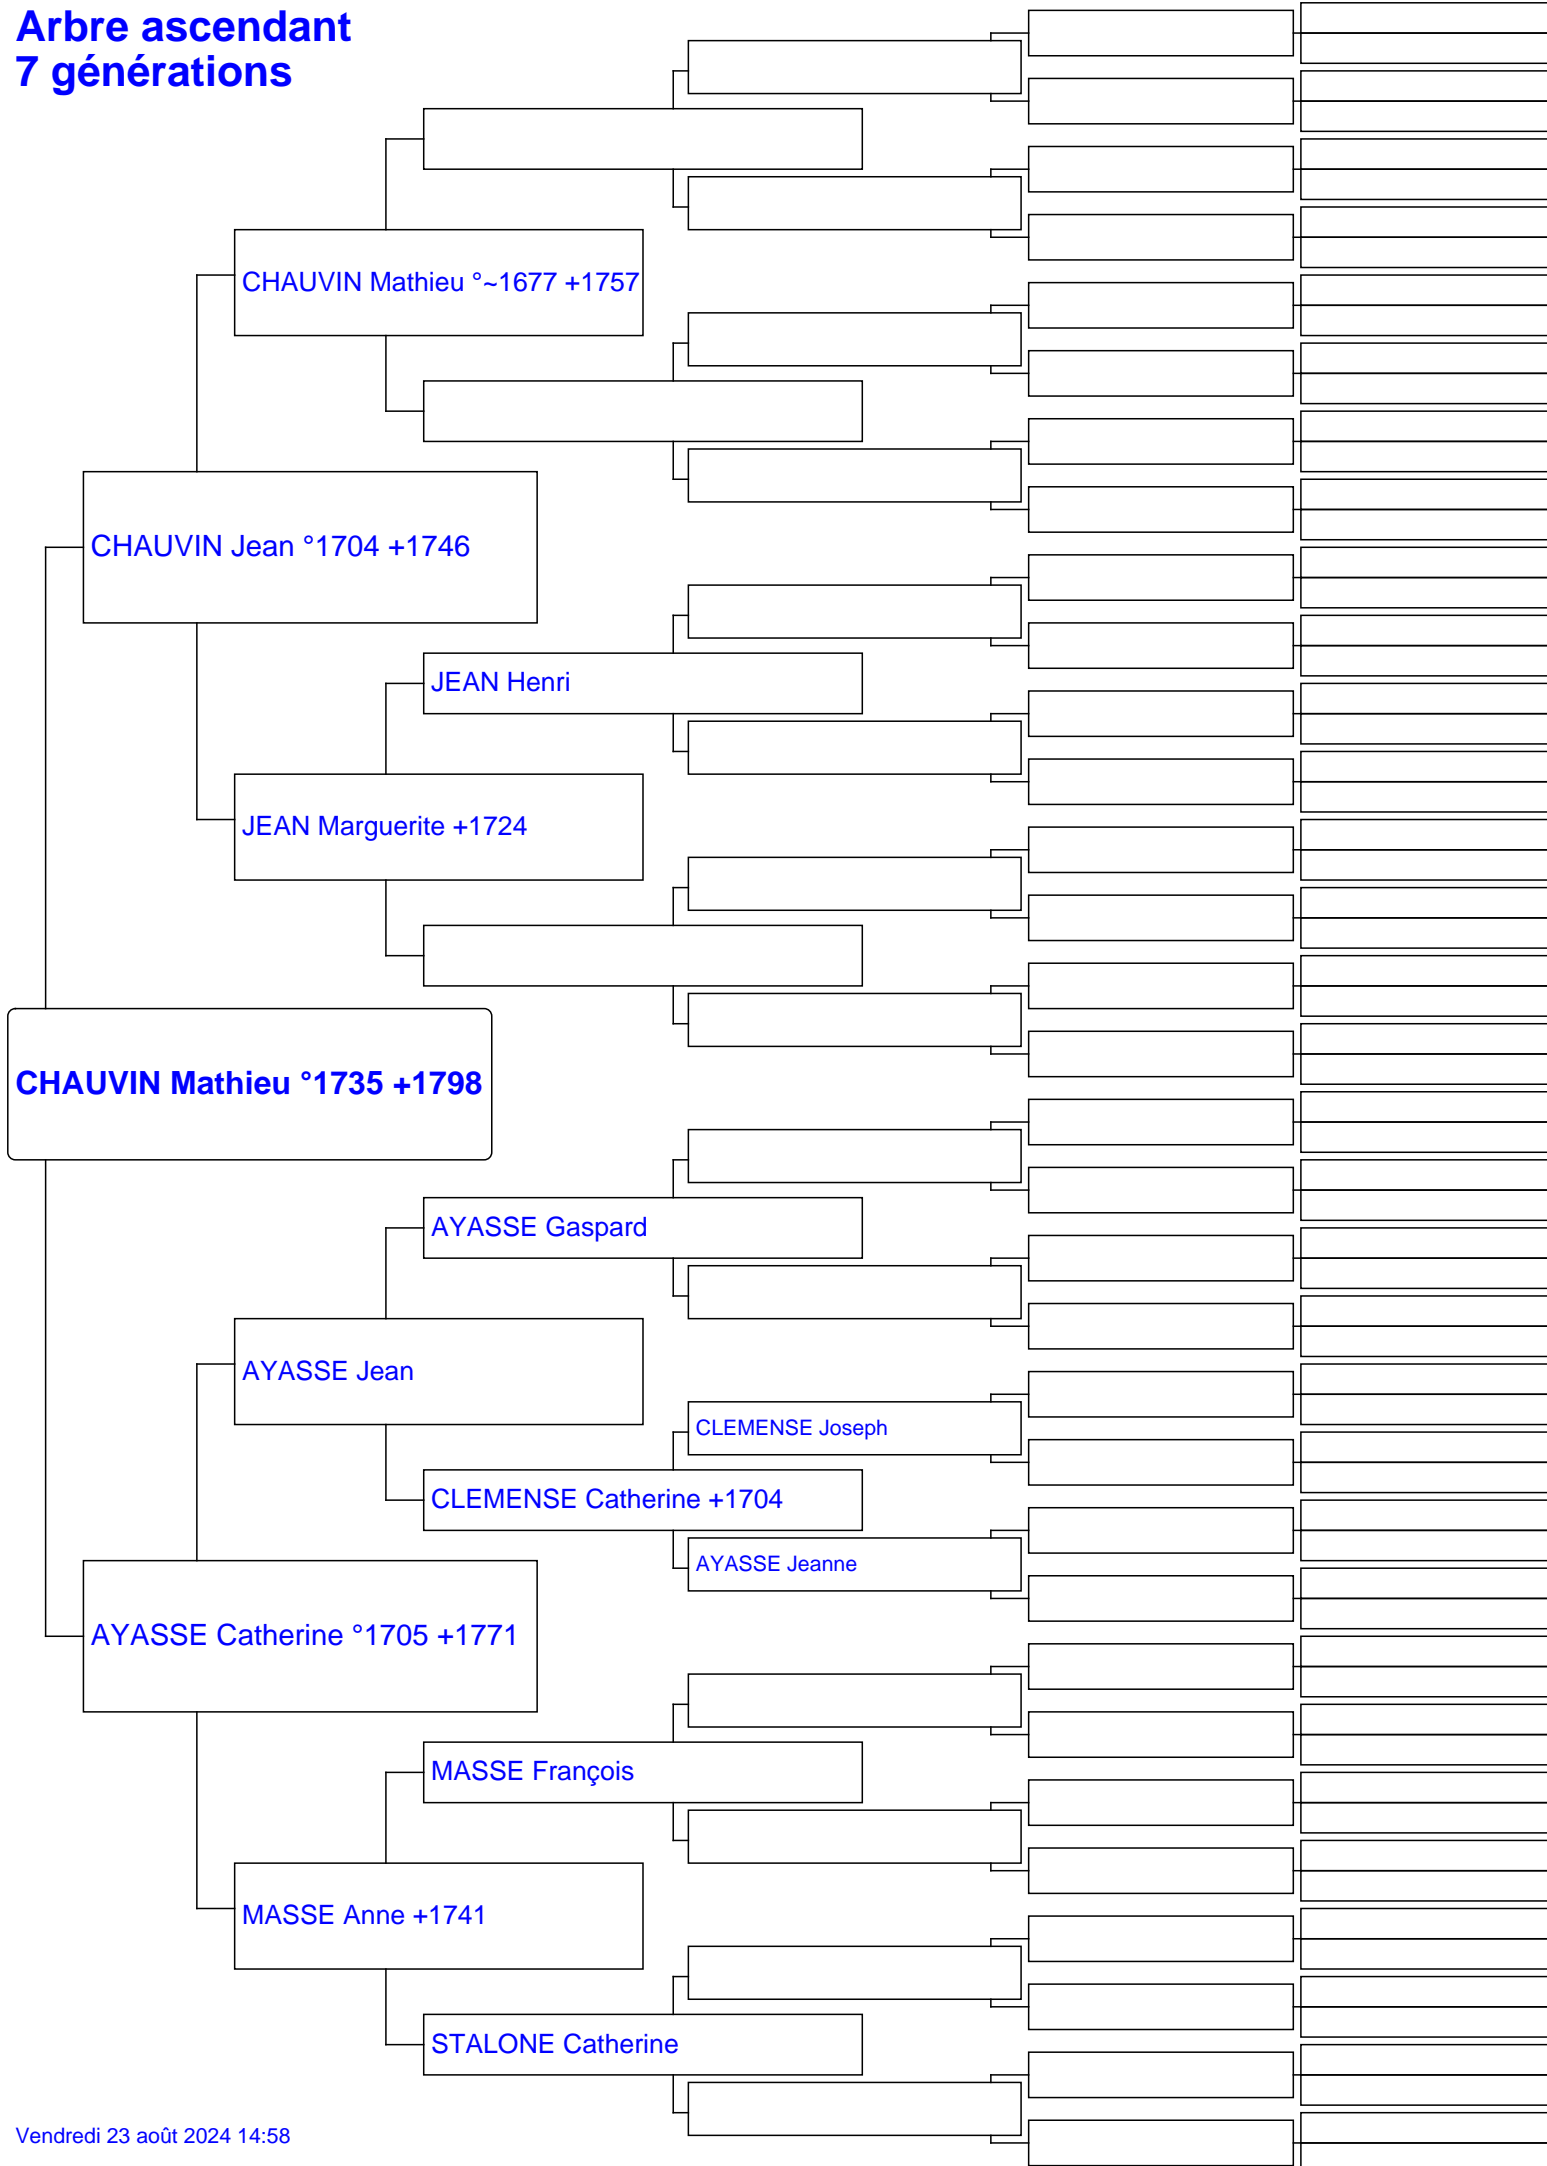 Arbre ascendant
7 générations
CHAUVIN Mathieu °~1677 +1757
CHAUVIN Jean °1704 +1746
JEAN Henri
JEAN Marguerite +1724
CHAUVIN Mathieu °1735 +1798
AYASSE Gaspard
AYASSE Jean
CLEMENSE Joseph
CLEMENSE Catherine +1704
AYASSE Jeanne
AYASSE Catherine °1705 +1771
MASSE François
MASSE Anne +1741
STALONE Catherine
Vendredi 23 août 2024 14:58